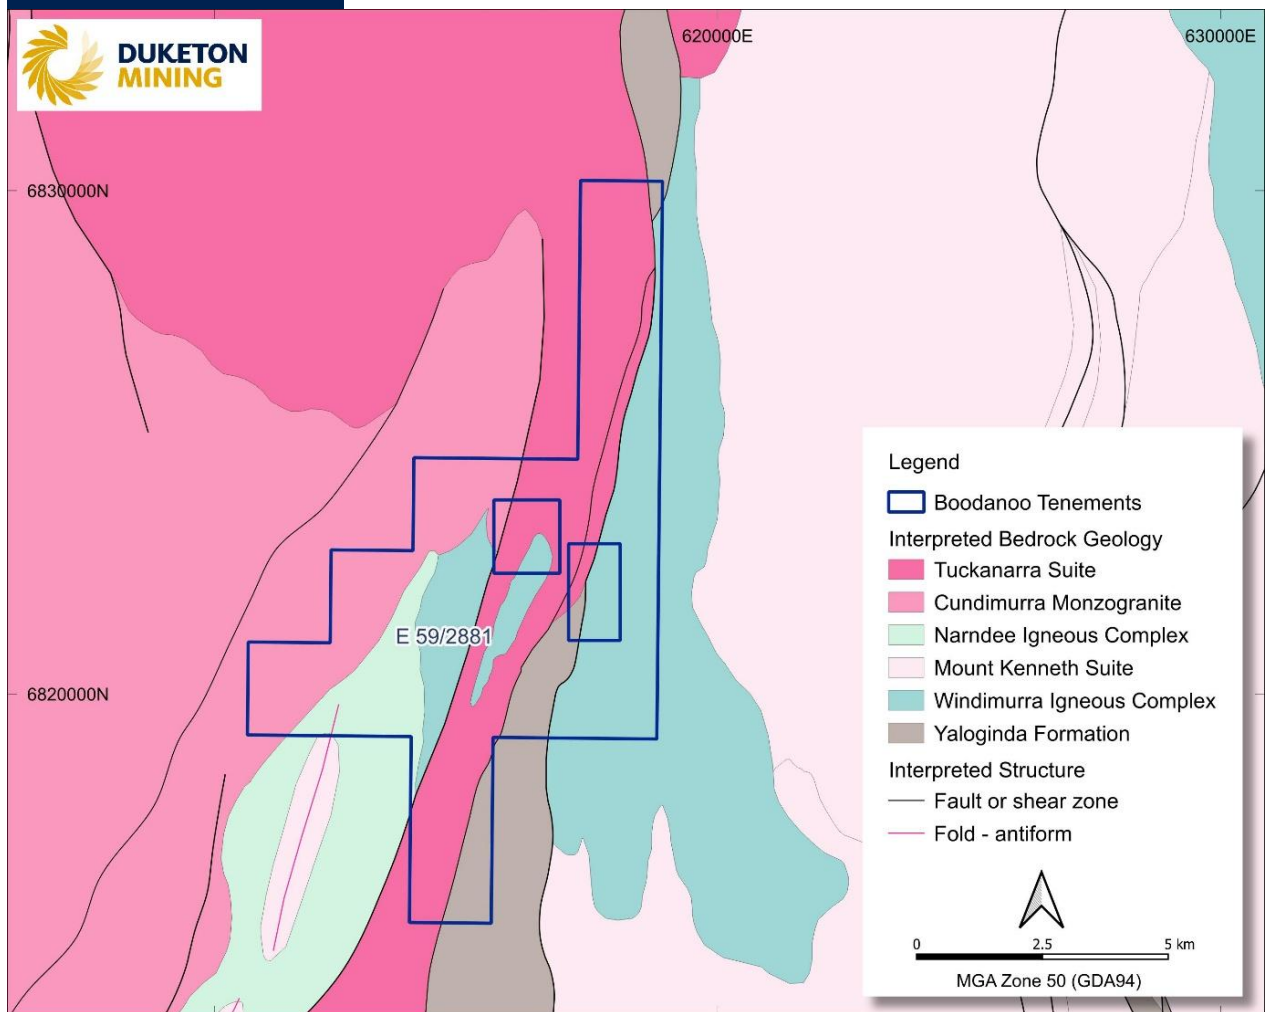 DUKETON
MINING
620000E
630000E
6830000N
E 59/2881
6820000N
Legend
Boodanoo Tenements
Interpreted Bedrock Geology
Tuckanarra Suite
Cundimurra Monzogranite
Narndee Igneous Complex
Mount Kenneth Suite
Windimurra Igneous Complex
Yaloginda Formation
Interpreted Structure
Fault or shear zone
Fold - antiform
0 2.5 5 km
MGA Zone 50 (GDA94)